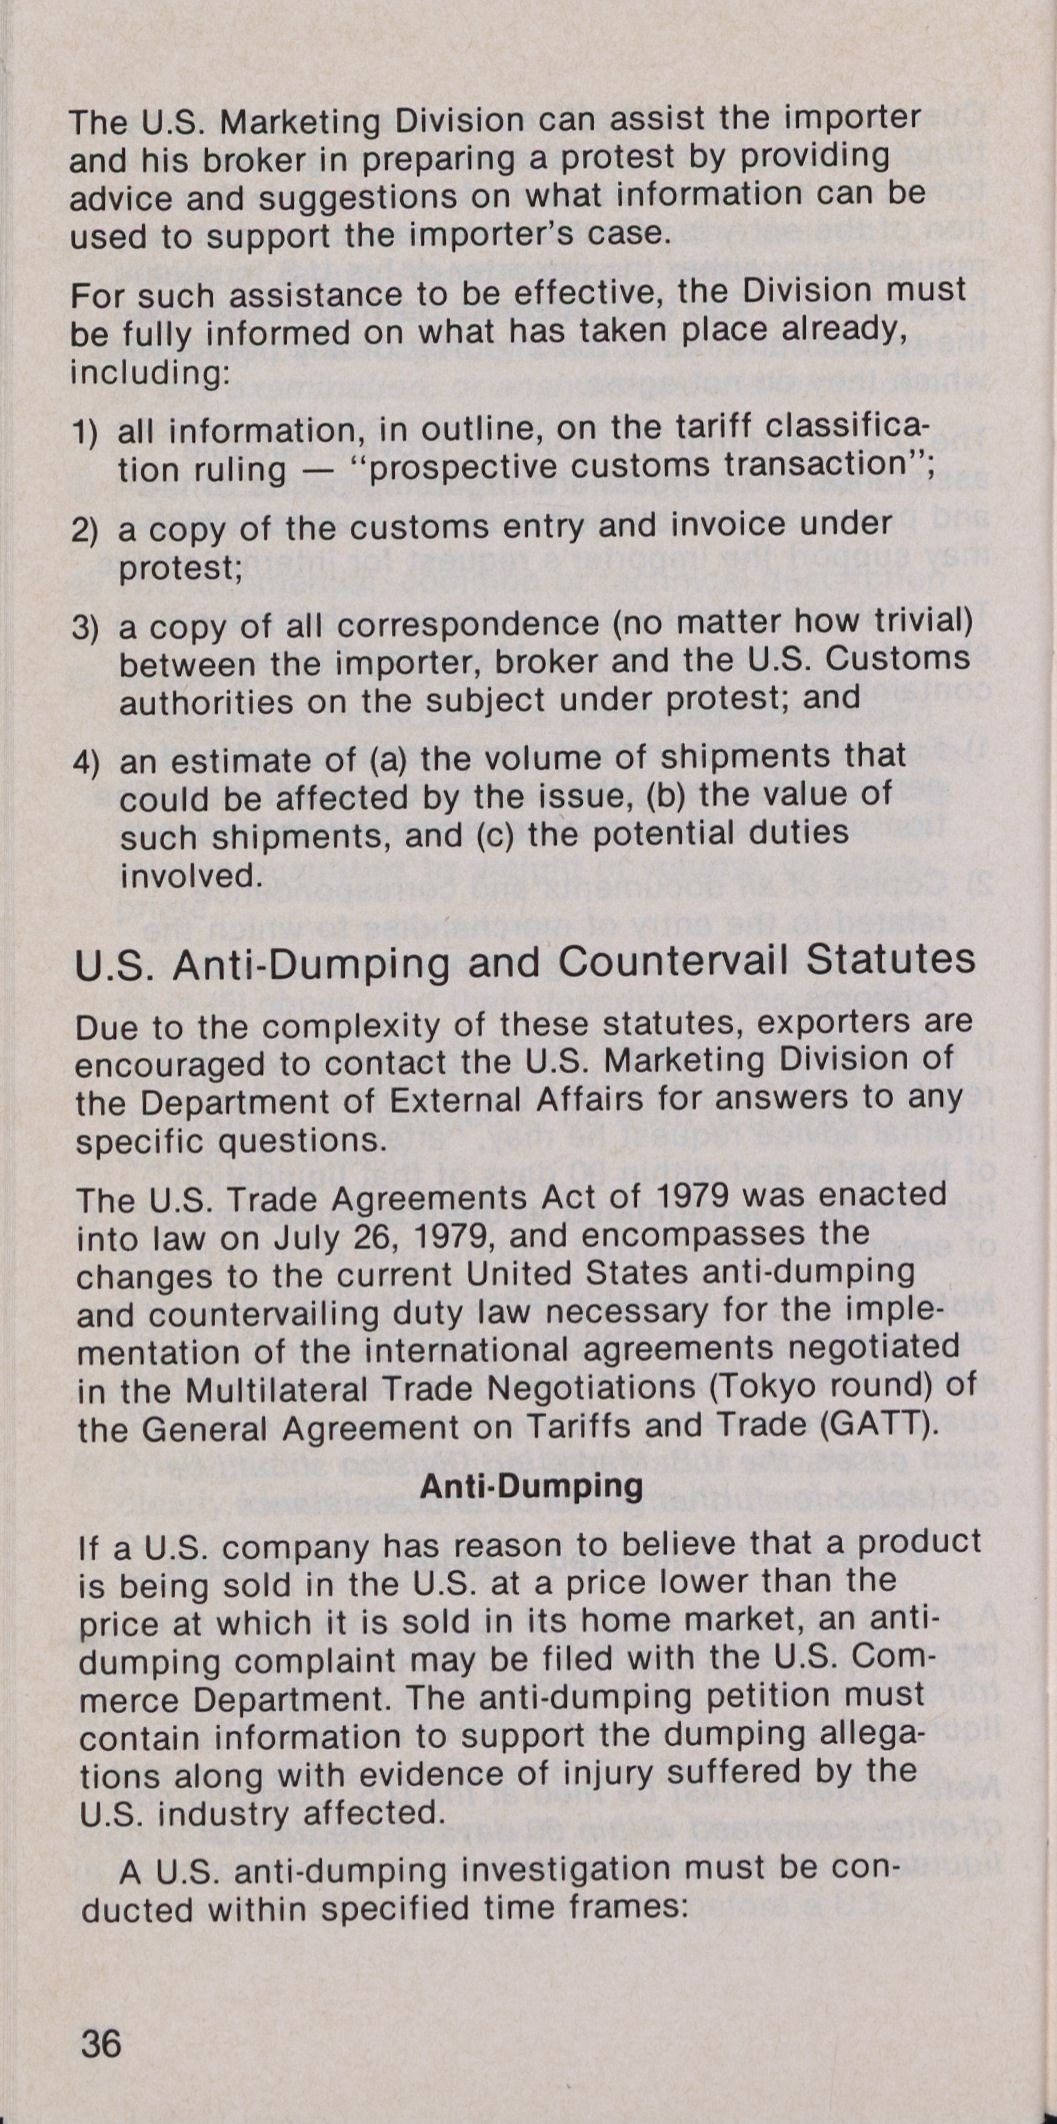 The U.S. Marketing Division can assist the importer
and his broker in preparing a protest by providing
advice and suggestions on what information can be
used to support the importer's case.
For such assistance to be effective, the Division must
be fully informed on what has taken place already,
including:
1) all information, in outline, on the tariff classifica-
tion ruling — “prospective customs transaction”;
2) a copy of the customs entry and invoice under
protest;
3) a copy of all correspondence (no matter how trivial)
between the importer, broker and the U.S. Customs
authorities on the subject under protest; and
4) an estimate of (a) the volume of shipments that
could be affected by the issue, (b) the value of
such shipments, and (c) the potential duties
involved.
U.S. Anti-Dumping and Countervail Statutes
Due to the complexity of these statutes, exporters are
encouraged to contact the U.S. Marketing Division of
the Department of External Affairs for answers to any
specific questions.
The U.S. Trade Agreements Act of 1979 was enacted
into law on July 26, 1979, and encompasses the
changes to the current United States anti-dumping
and countervailing duty law necessary for the imple-
mentation of the international agreements negotiated
in the Multilateral Trade Negotiations (Tokyo round) of
the General Agreement on Tariffs and Trade (GATT).
Anti-Dumping
If a U.S. company has reason to believe that a product
is being sold in the U.S. at a price lower than the
price at which it is sold in its home market, an anti-
dumping complaint may be filed with the U.S. Com-
merce Department. The anti-dumping petition must
contain information to support the dumping allega-
tions along with evidence of injury suffered by the
U.S. industry affected.
A U.S. anti-dumping investigation must be con-
ducted within specified time frames:
36